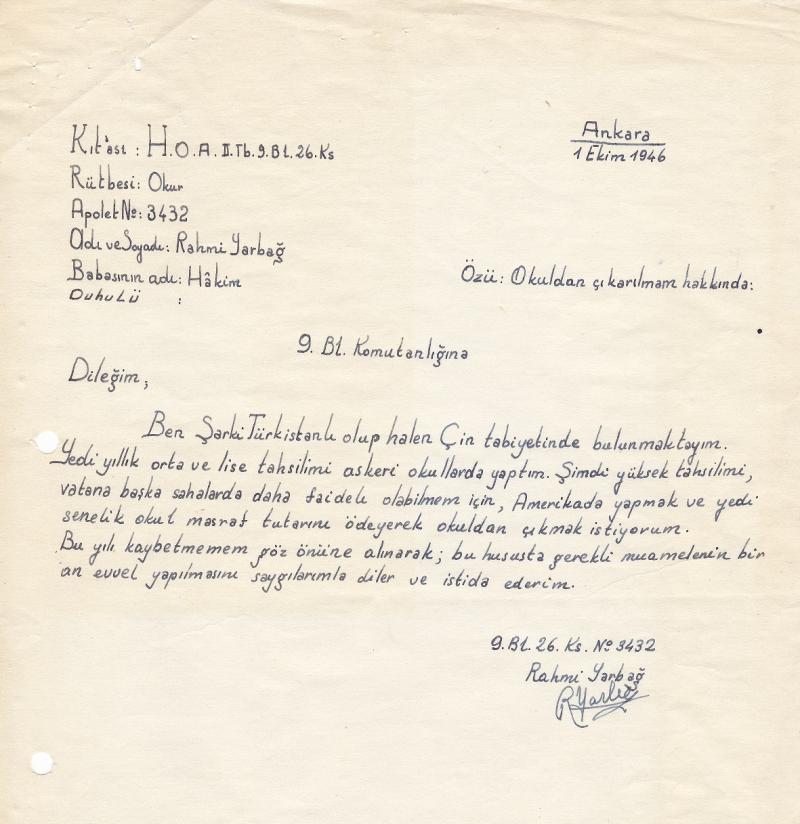 Ankara
1 Ekim 1946
Kıt'ası : H.O.A. II.Tb.9.Bl.26.Ks
Rütbesi: Okur
Apolet №: 3432
Adı ve Soyadı: Rahmi Yarbağ
Babasının adı: Hâkim
Duhulü :
Özü: Okuldan çıkarılmam hakkında:
9. Bl. Komutanlığına
Dileğim,
Ben Şarki Türkistanlı olup halen Çin tabiyetinde bulunmaktayım.
Yedi yıllık orta ve lise tahsilimi askeri okullarda yaptım. Şimdi yüksek tahsilimi,
vatana başka sahalarda daha faideli olabilmem için, Amerikada yapmak ve yedi
senelik okul masraf tutarını ödeyerek okuldan çıkmak istiyorum.
Bu yılı kaybetmemem göz önüne alınarak; bu hususta gerekli muamelenin bir
an evvel yapılmasını saygılarımla diler ve istida ederim.
9.Bl. 26. Ks. № 3432
Rahmi Yarbağ
R Yarbağ